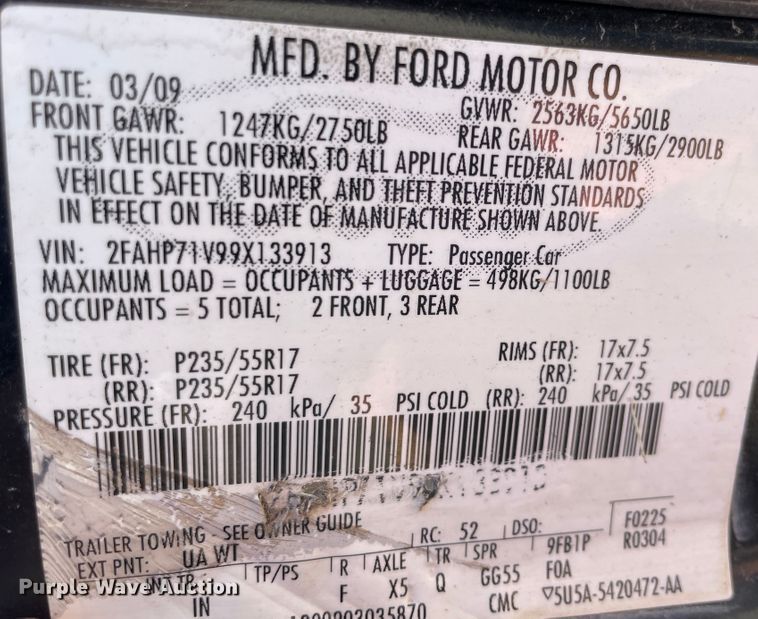 MFD. BY FORD MOTOR CO.
DATE: 03/09 GVWR: 2563KG/5650LB
FRONT GAWR: 1247KG/2750LB REAR GAWR: 1315KG/2900LB
THIS VEHICLE CONFORMS TO ALL APPLICABLE FEDERAL MOTOR
VEHICLE SAFETY, BUMPER, AND THEFT PREVENTION STANDARDS
IN EFFECT ON THE DATE OF MANUFACTURE SHOWN ABOVE.
VIN: 2FAHP71V99X133913 TYPE: Passenger Car
MAXIMUM LOAD = OCCUPANTS + LUGGAGE = 498KG/1100LB
OCCUPANTS = 5 TOTAL; 2 FRONT, 3 REAR
TIRE (FR): P235/55R17 RIMS (FR): 17x7.5
(RR): P235/55R17 (RR): 17x7.5
PRESSURE (FR): 240 kPa/ 35 PSI COLD (RR): 240 kPa/ 35 PSI COLD
TRAILER TOWING - SEE OWNER GUIDE RC: 52 DSO: F0225
EXT PNT: UA WT 9FB1P R0304
INT TR TP/PS R AXLE TR SPR F0A
IN F X5 Q GG55
CMC ▽5U5A-5420472-AA
Purple Wave Auction